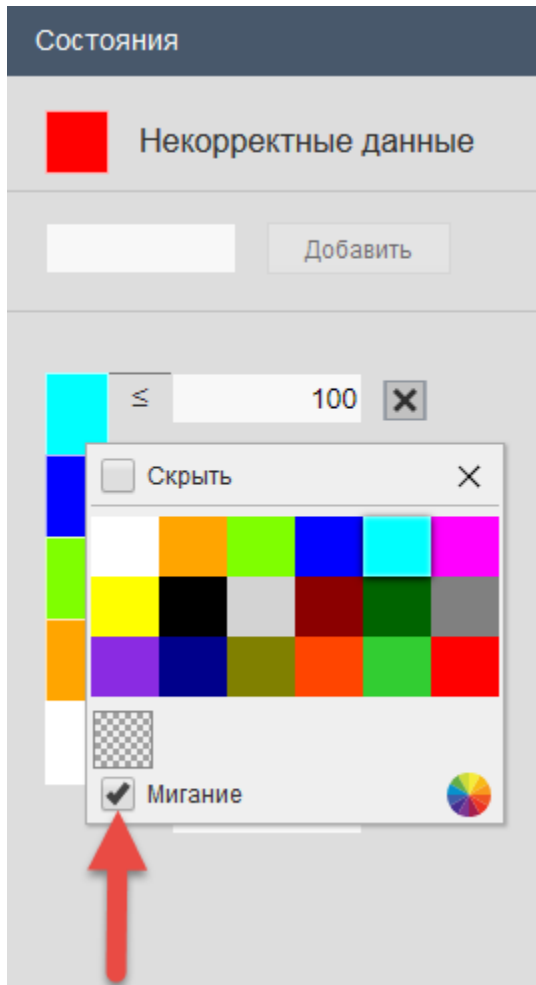 Состояния
Некорректные данные
Добавить
≤ 100
Скрыть
Мигание